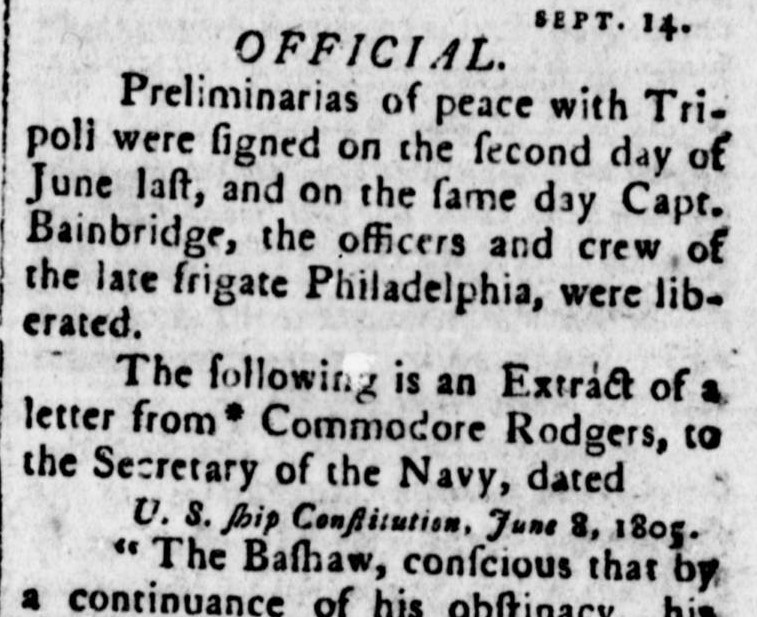 SEPT. 14.
OFFICIAL.
Preliminarias of peace with Tri-
poli were ſigned on the ſecond day of
June laſt, and on the ſame day Capt.
Bainbridge, the officers and crew of
the late frigate Philadelphia, were lib-
erated.
The following is an Extract of a
letter from* Commodore Rodgers, to
the Secretary of the Navy, dated
U. S. ſhip Conſtitution, June 8, 1805.
“ The Baſhaw, conſcious that by
a continuance of his obſtinacy his